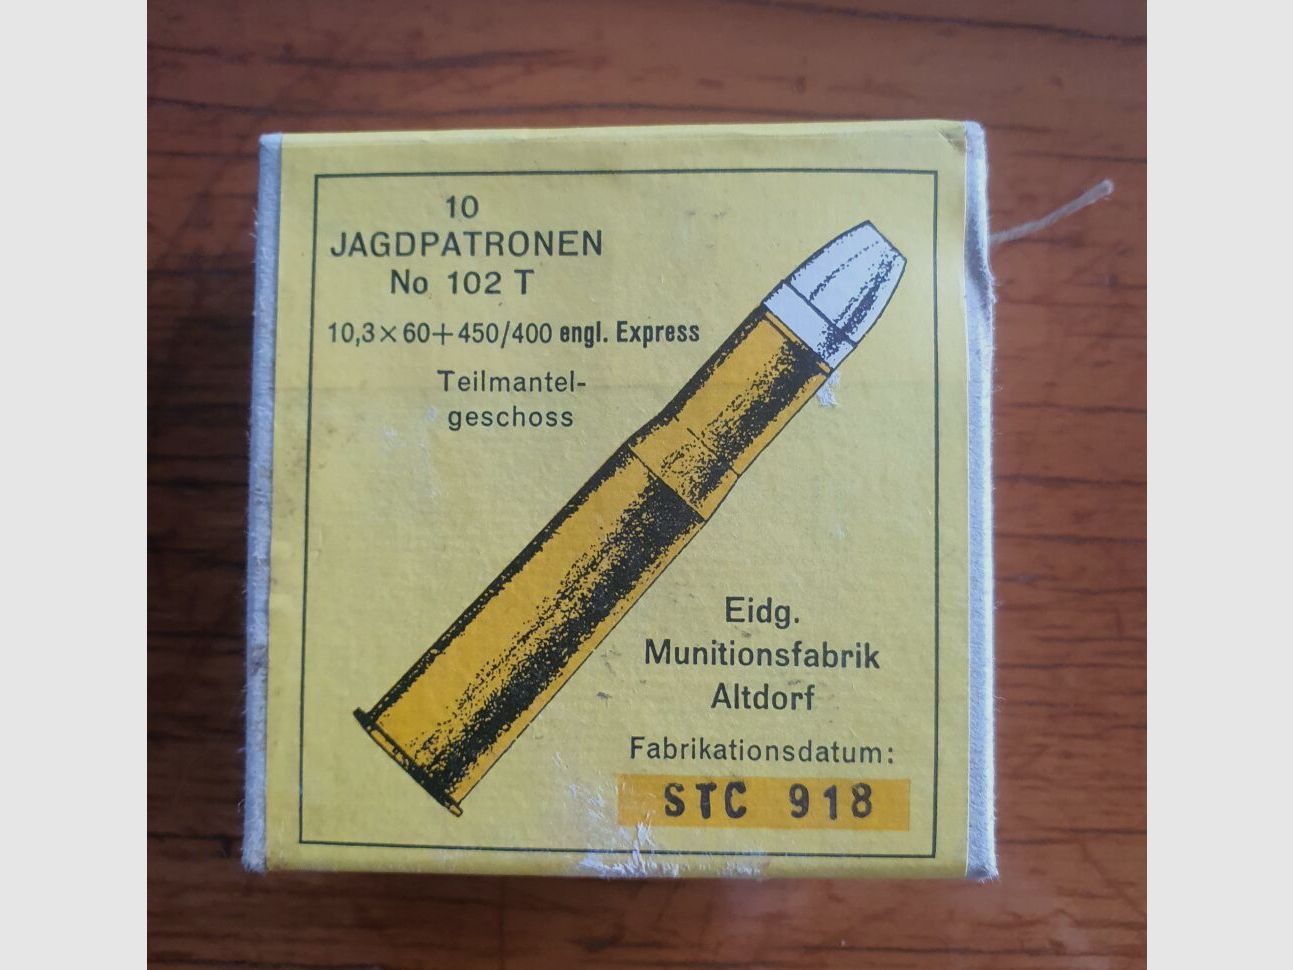 10
JAGDPATRONEN
No 102 T
10,3×60+450/400 engl. Express
Teilmantel-
geschoss
Eidg.
Munitionsfabrik
Altdorf
Fabrikationsdatum:
STC 918